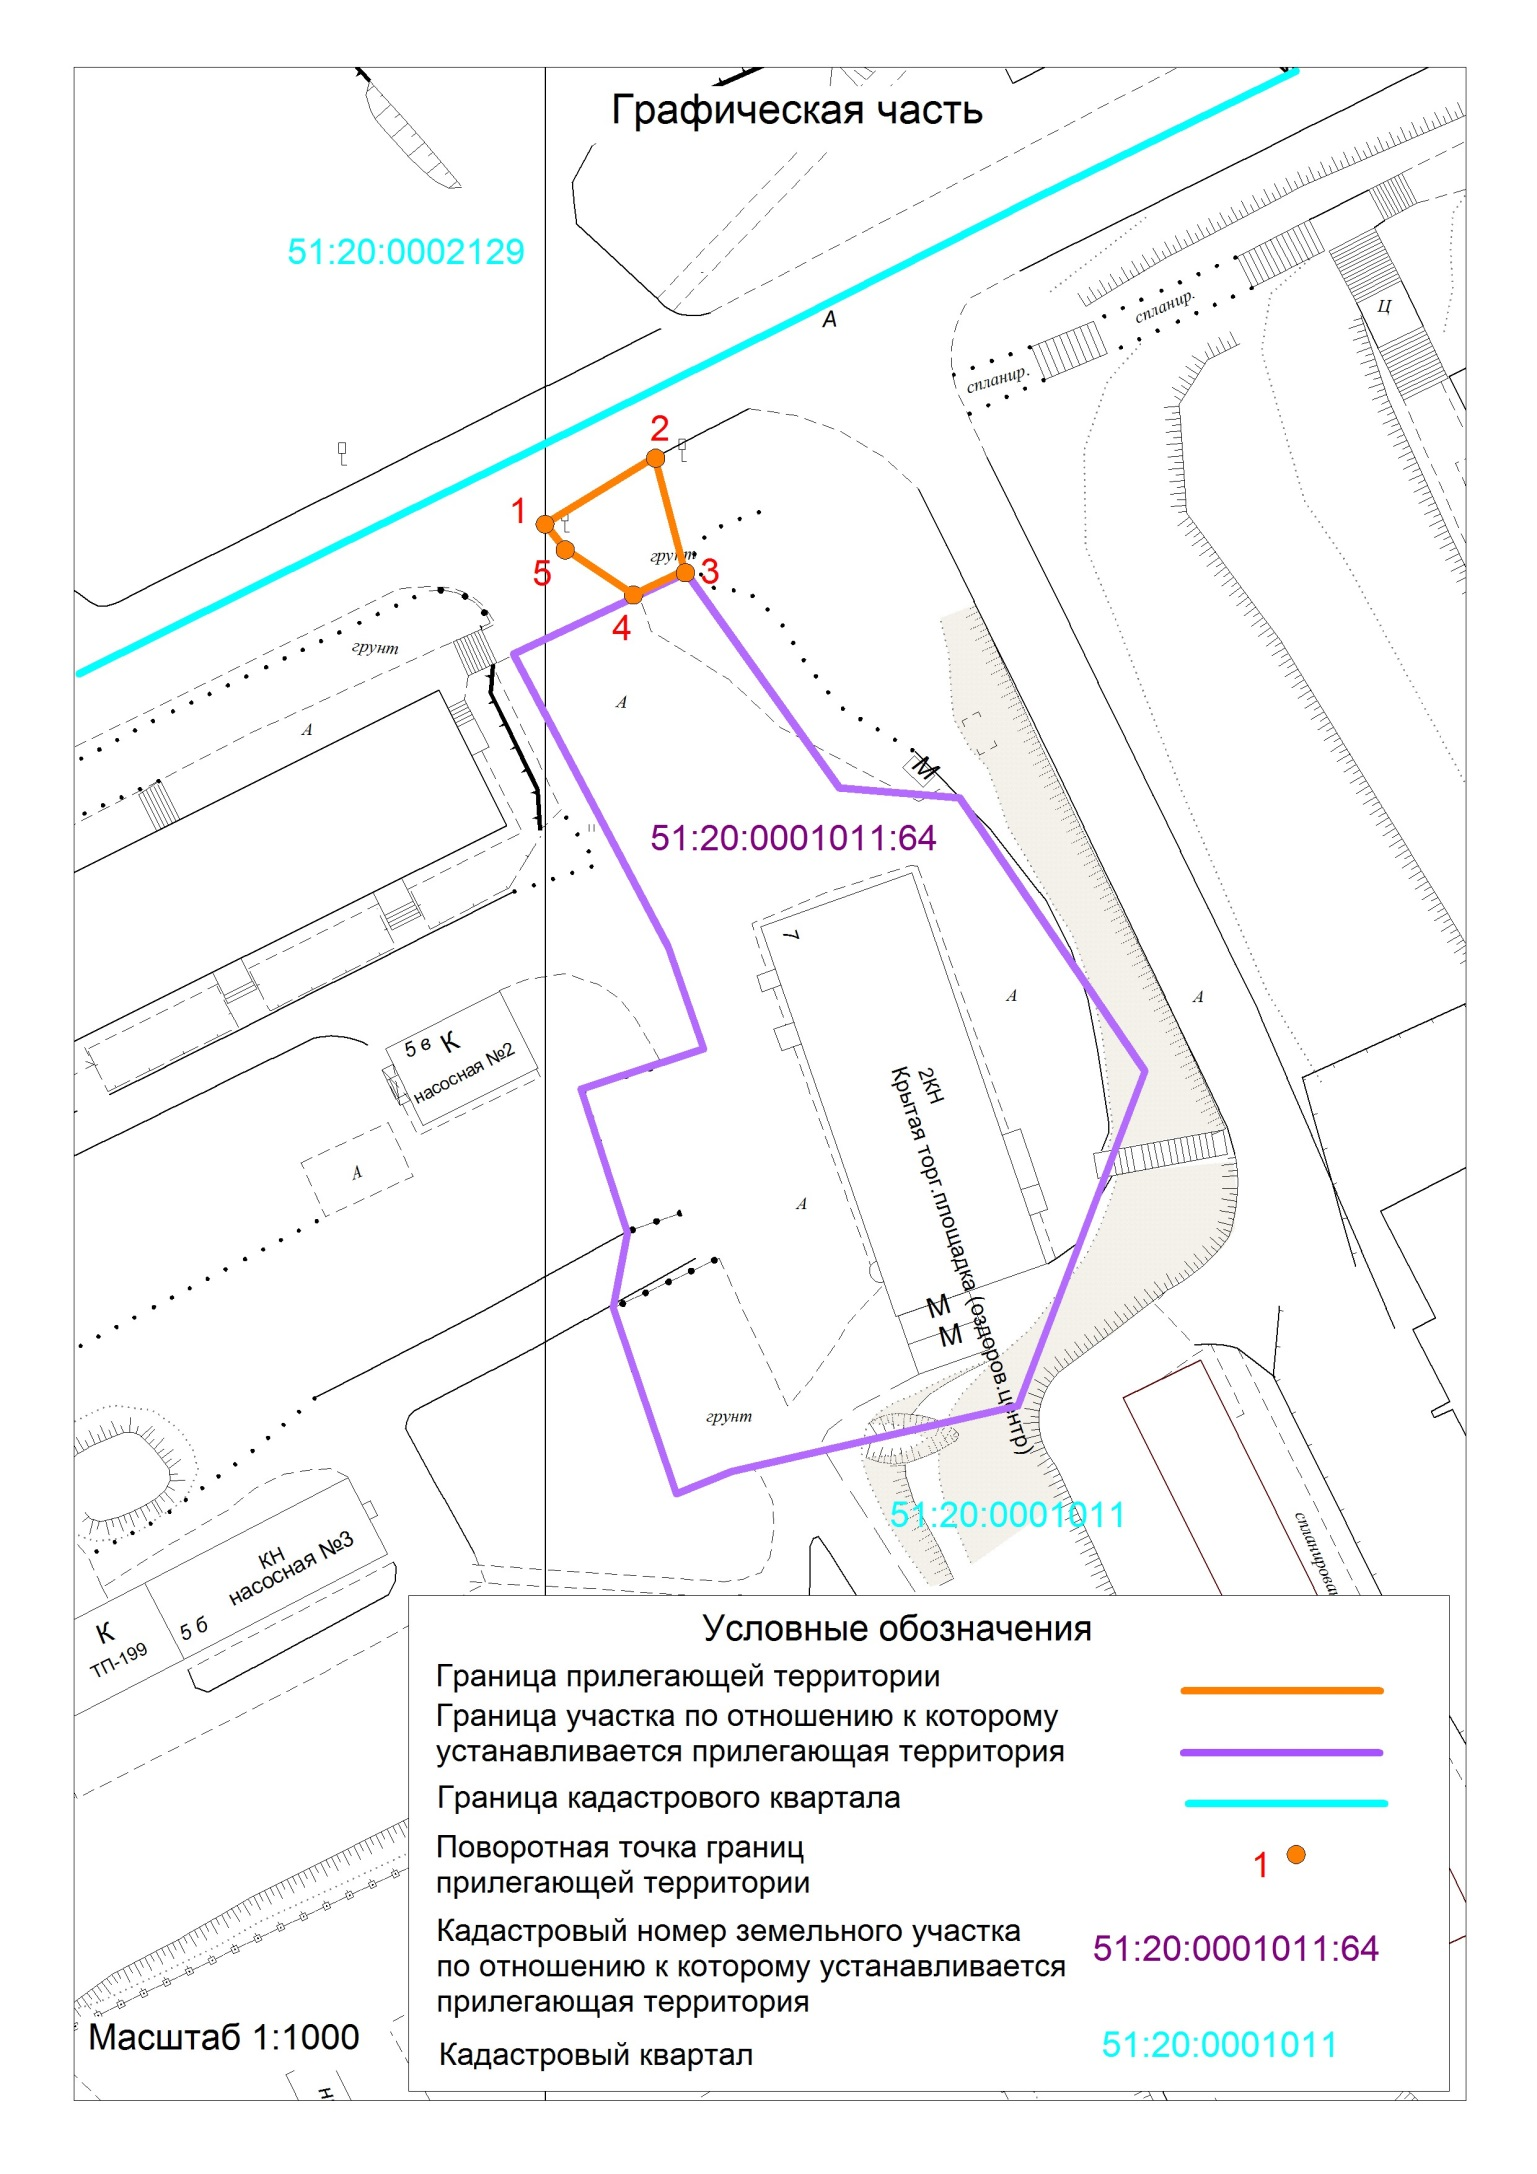 Графическая часть
51:20:0002129
А
спланир.
Ц
спланир.
2
1
грунт
3
5
4
грунт
А
А
М
51:20:0001011:64
7
А
А
5 в К
насосная №2
2КН
Крытая торг.площадка (оздоров.центр)
А
А
М
М
грунт
51:20:0001011
КН
насосная №3
К
ТП-199
5 б
Условные обозначения
Граница прилегающей территории
Граница участка по отношению к которому
устанавливается прилегающая территория
Граница кадастрового квартала
Поворотная точка границ
прилегающей территории
1
Кадастровый номер земельного участка
по отношению к которому устанавливается
прилегающая территория
51:20:0001011:64
Кадастровый квартал
51:20:0001011
Масштаб 1:1000